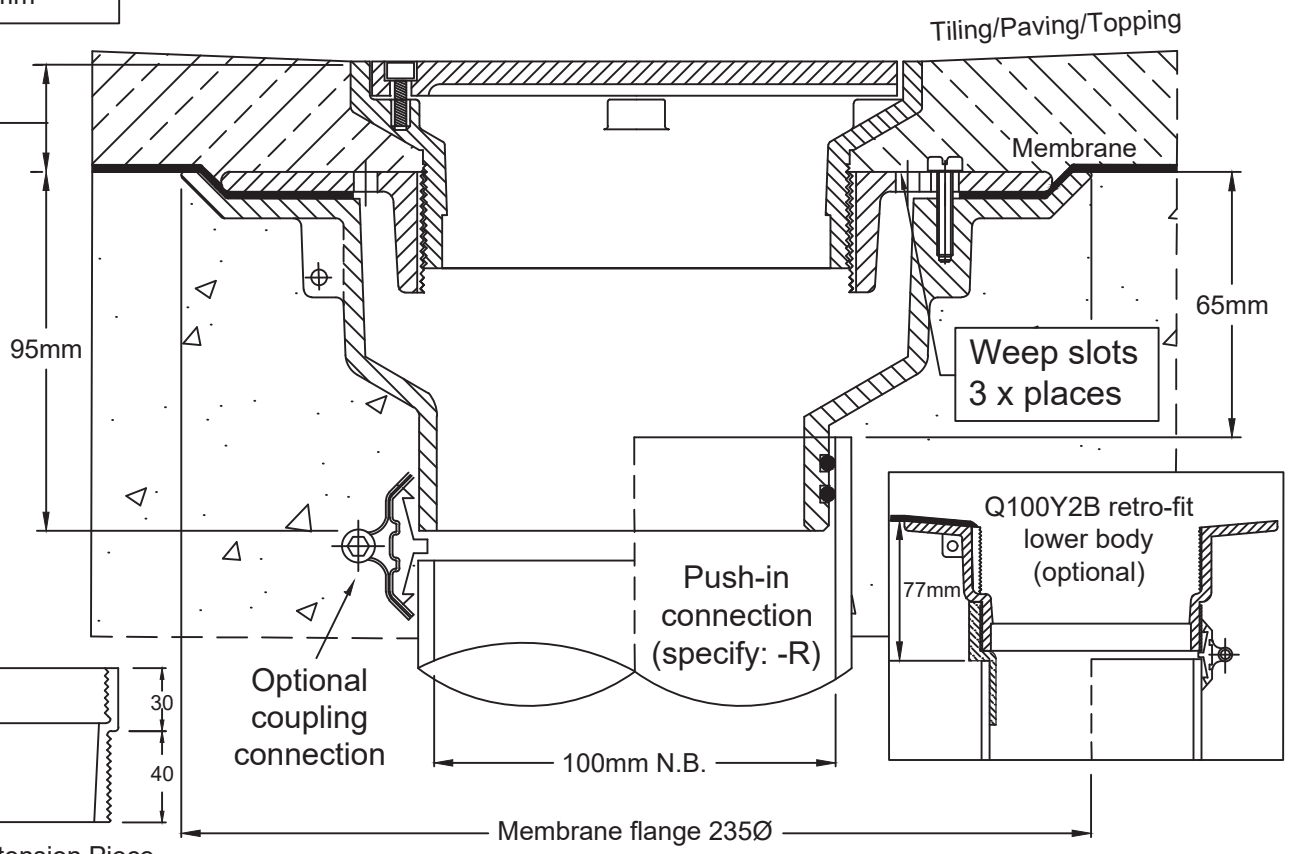 Tiling/Paving/Topping
Membrane
95mm
65mm
Weep slots
3 x places
Q100Y2B retro-fit
lower body
(optional)
77mm
Push-in
connection
(specify: -R)
Optional
coupling
connection
30
40
100mm N.B.
Membrane flange 235Ø
Piece